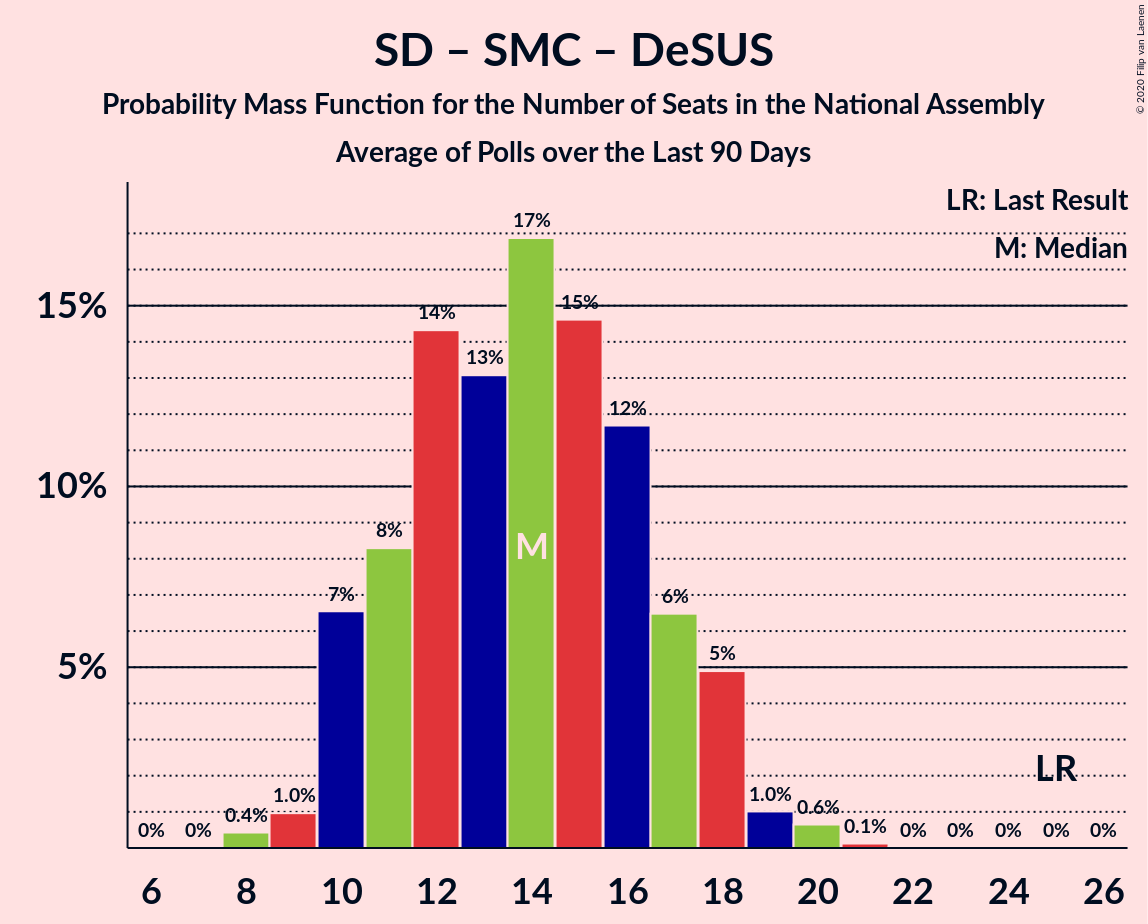 SD – SMC – DeSUS
Probability Mass Function for the Number of Seats in the National Assembly
Average of Polls over the Last 90 Days
© 2020 Filip van Laenen
LR: Last Result
M: Median
15%
10%
5%
0%
0%
0.4%
1.0%
7%
8%
14%
13%
17%
15%
12%
6%
5%
1.0%
0.6%
0.1%
0%
0%
0%
0%
0%
M
LR
6 8 10 12 14 16 18 20 22 24 26